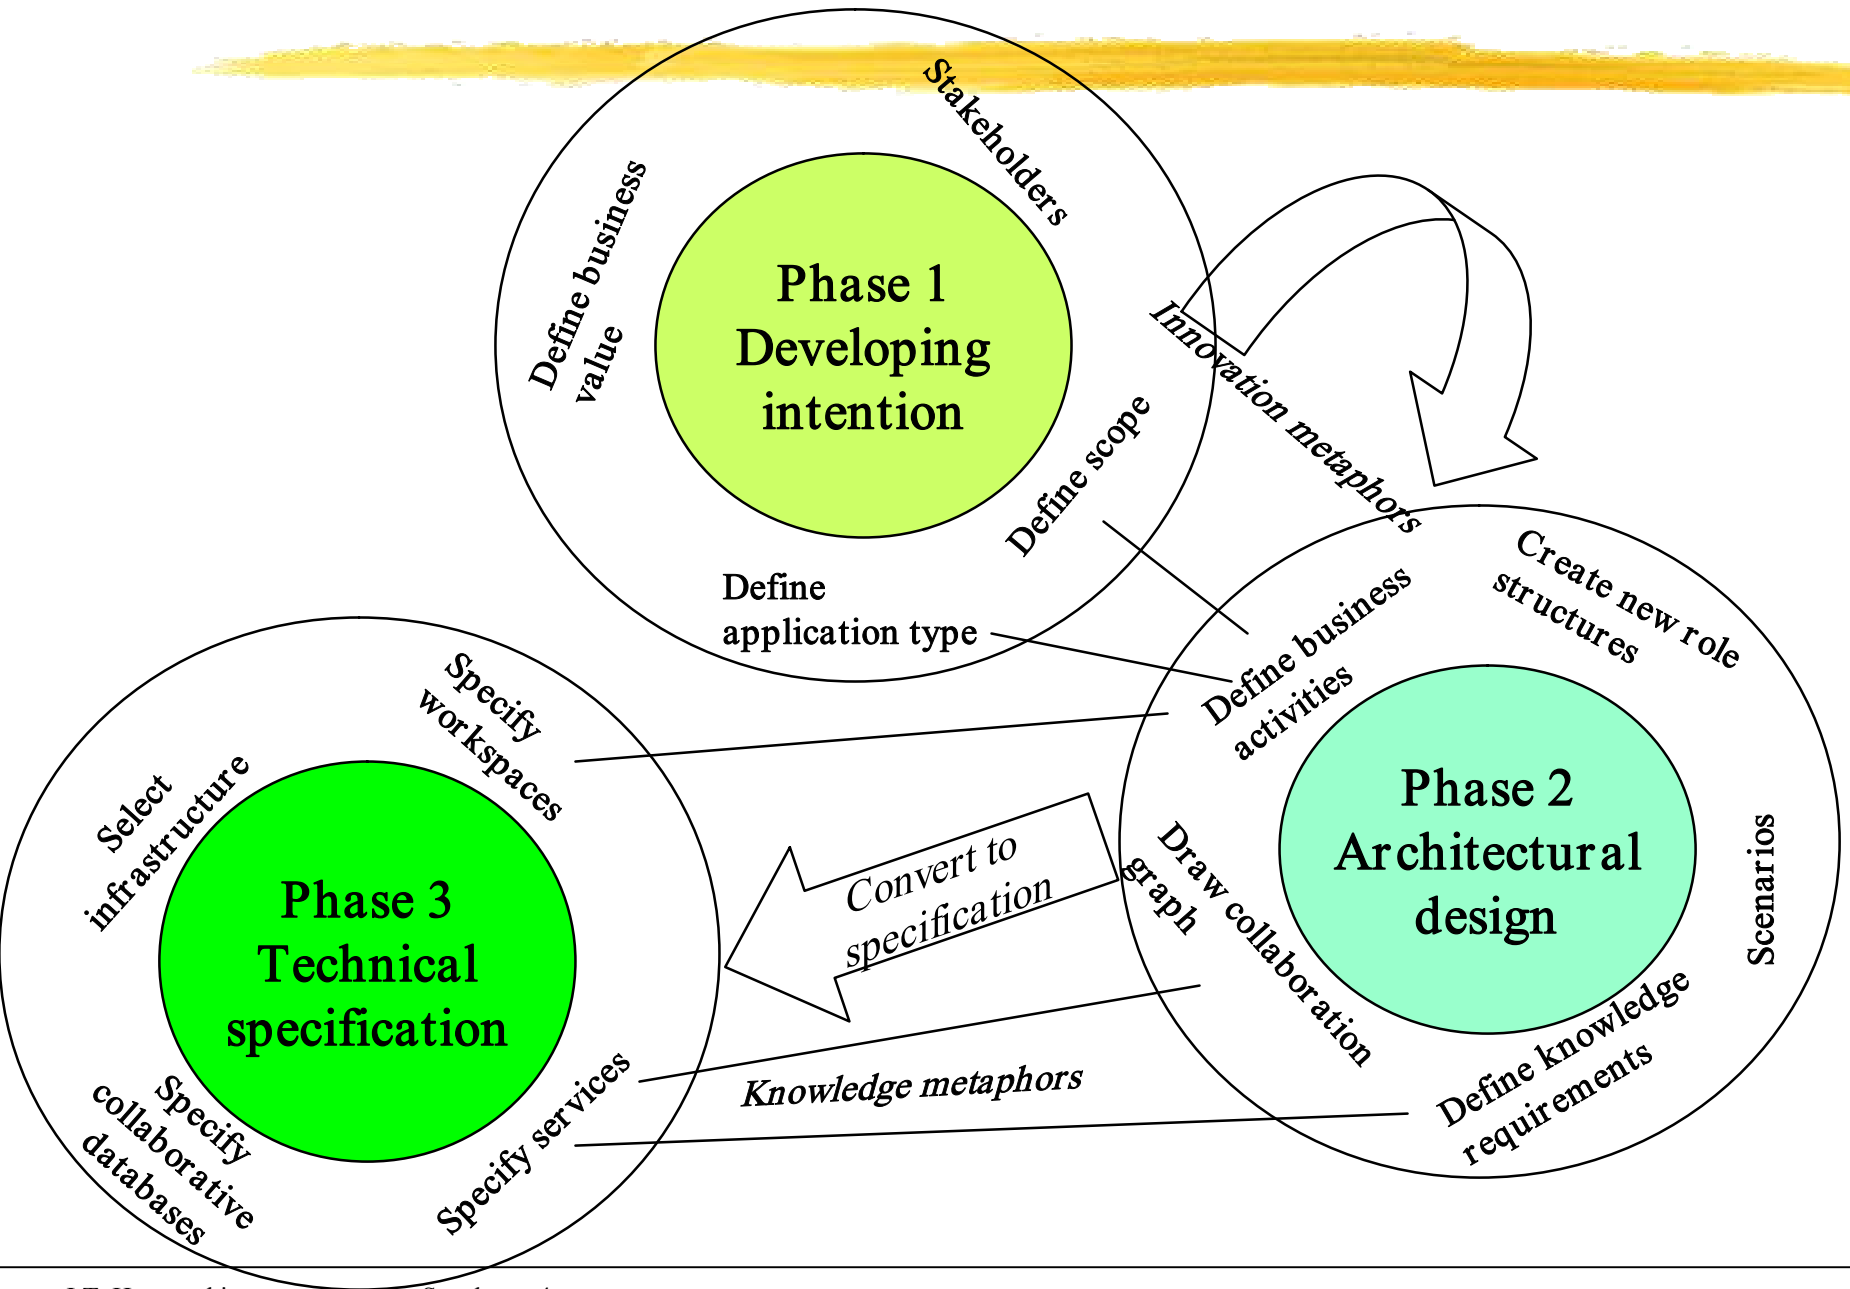 Stakeholders
Define business
value
Phase 1
Developing
intention
Define scope
Define
application type
Innovation metaphors
Create new role
structures
Define business
activities
Phase 2
Architectural
design
Scenarios
Draw collaboration
graph
Define knowledge
requirements
Convert to
specification
Knowledge metaphors
Specify
workspaces
Select
infrastructure
Phase 3
Technical
specification
Specify
collaborative
databases
Specify services